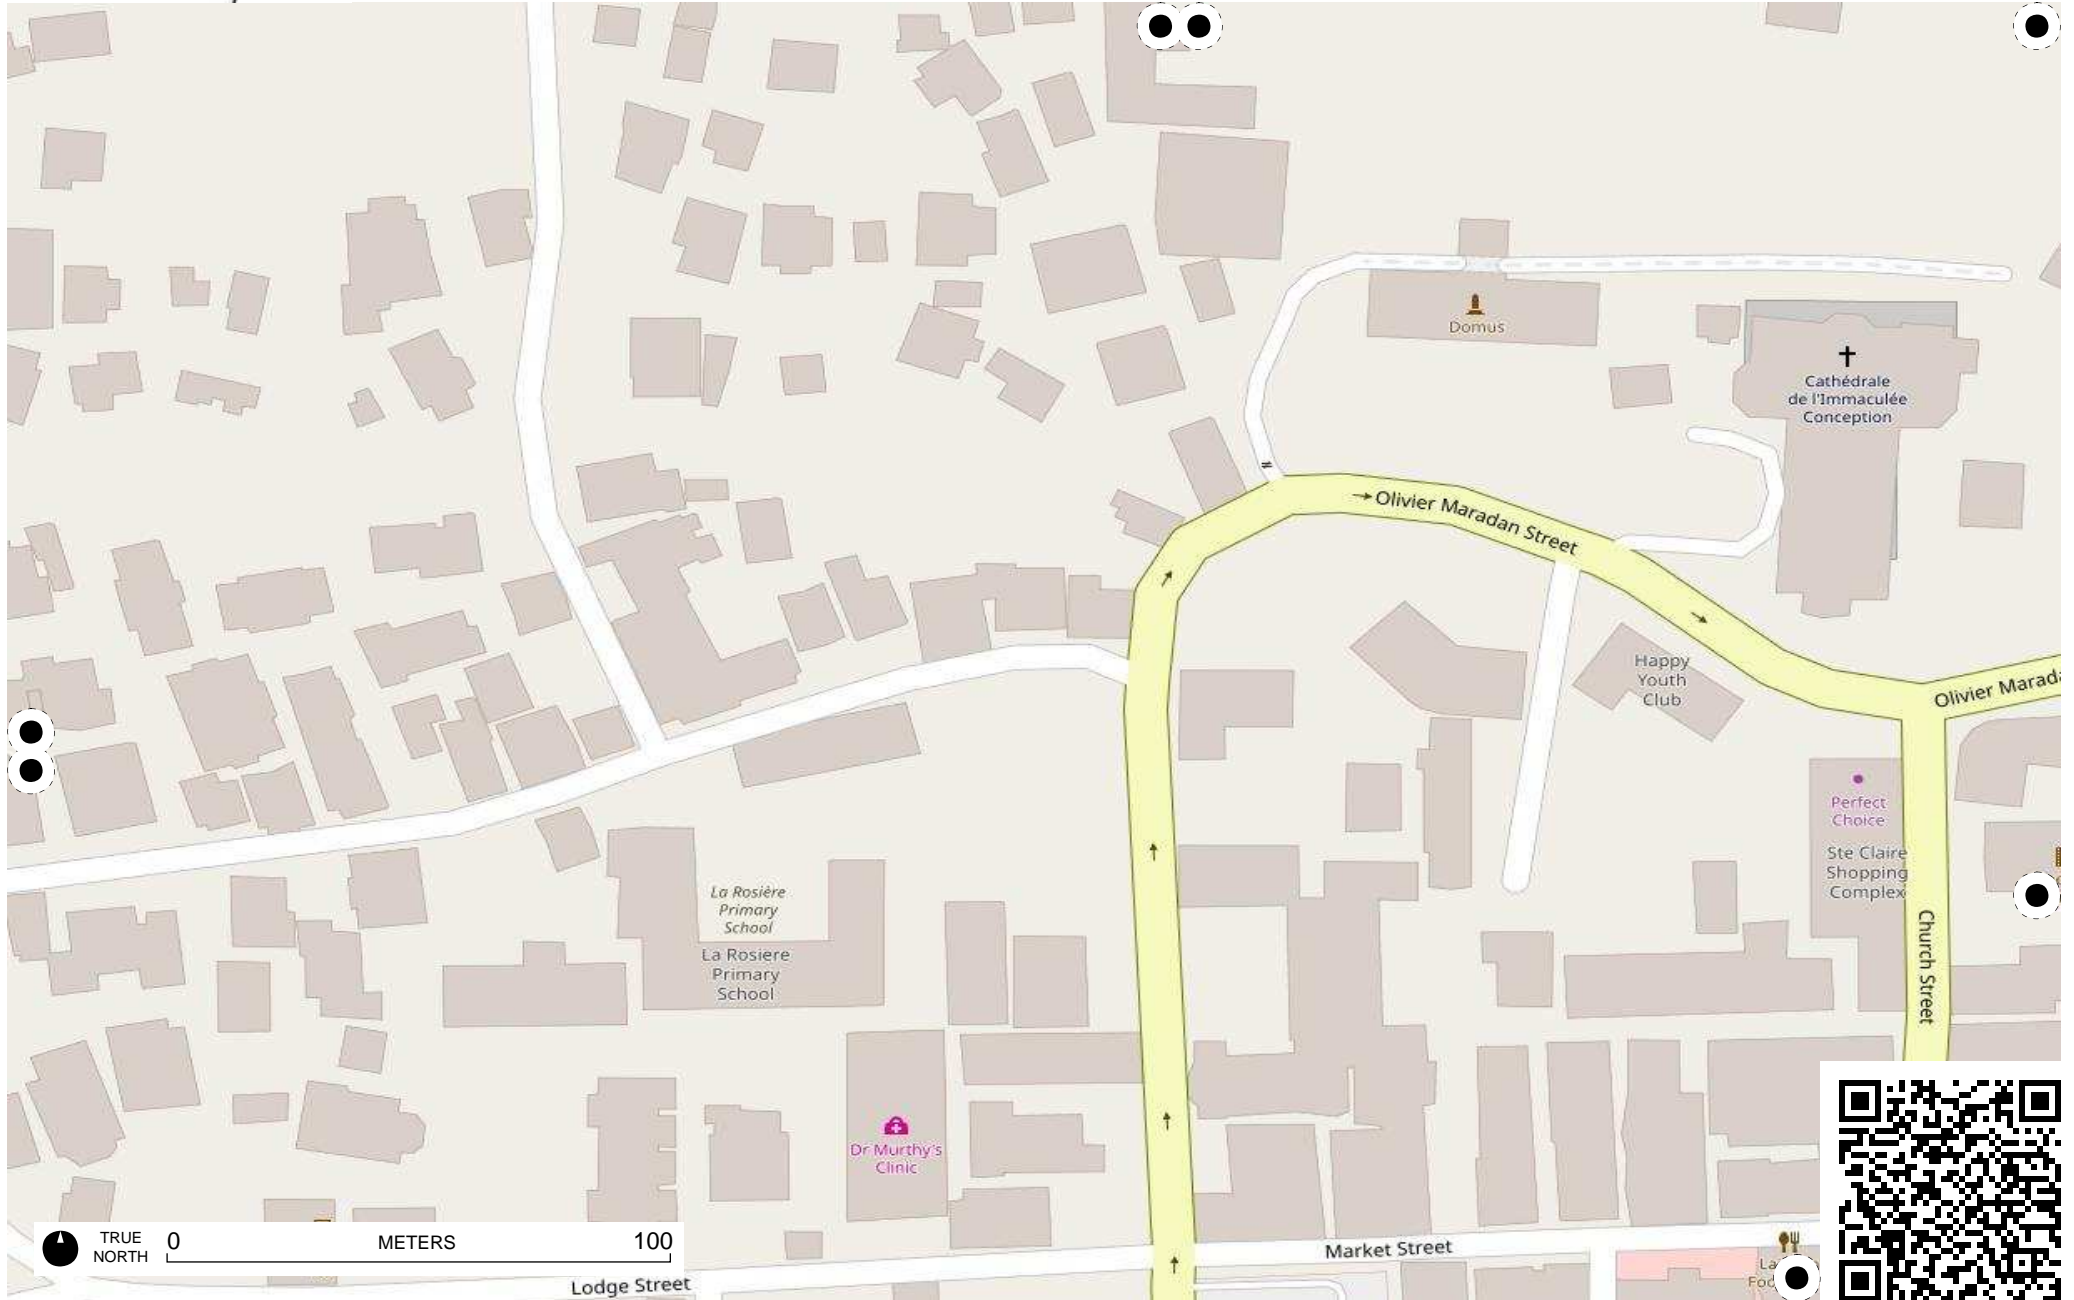 Domus
Cathédrale
de l'Immaculée
Conception
Olivier Maradan Street
Happy
Youth
Club
Olivier Marada
Perfect
Choice
Ste Claire
Shopping
Complex
La Rosière
Primary
School
La Rosiere
Primary
School
Church Street
Dr Murthy's
Clinic
TRUE
NORTH
0
METERS
100
Market Street
Lodge Street
La
Foo